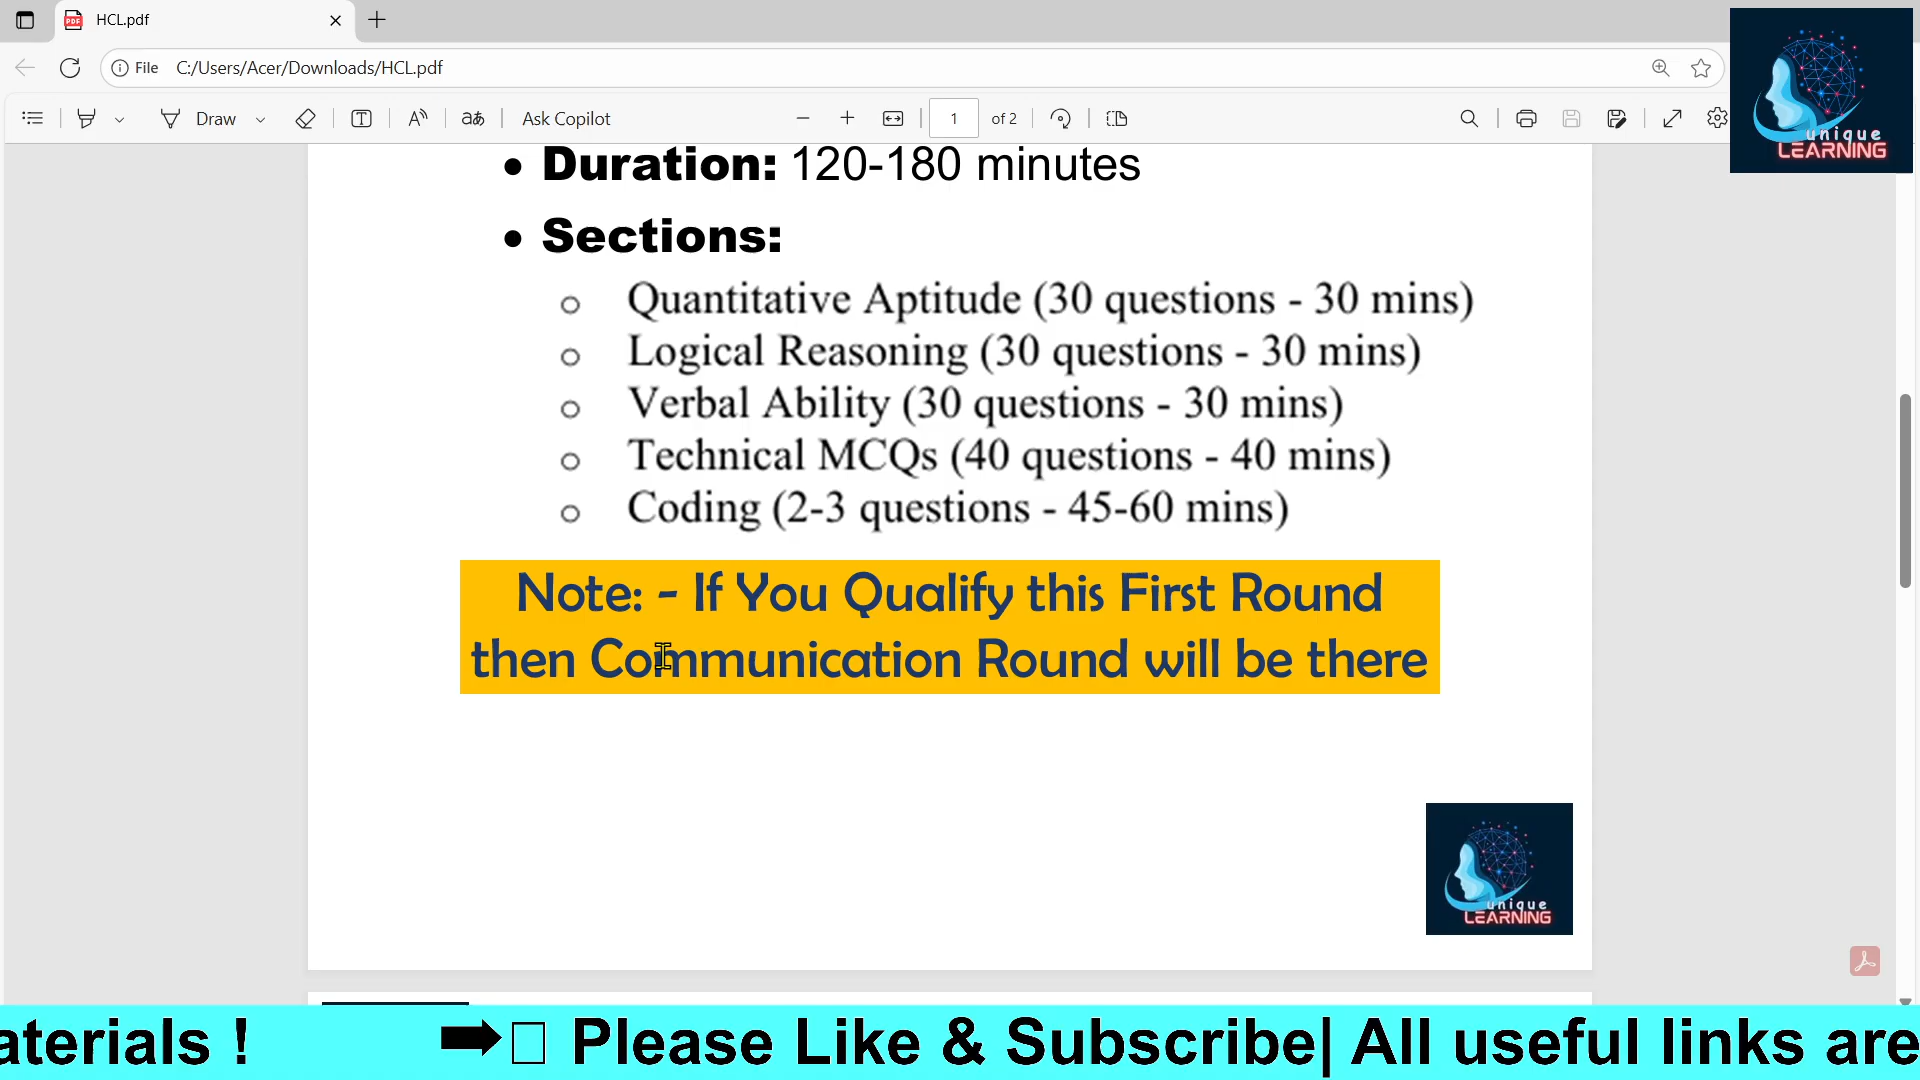 HCL.pdf
File C:/Users/Acer/Downloads/HCL.pdf
Draw
Ask Copilot
1 of 2
unique
LEARNING
• Duration: 120-180 minutes
• Sections:
o Quantitative Aptitude (30 questions - 30 mins)
o Logical Reasoning (30 questions - 30 mins)
o Verbal Ability (30 questions - 30 mins)
o Technical MCQs (40 questions - 40 mins)
o Coding (2-3 questions - 45-60 mins)
Note: - If You Qualify this First Round
then Communication Round will be there
unique
LEARNING
aterials ! ➡ Please Like & Subscribe| All useful links are